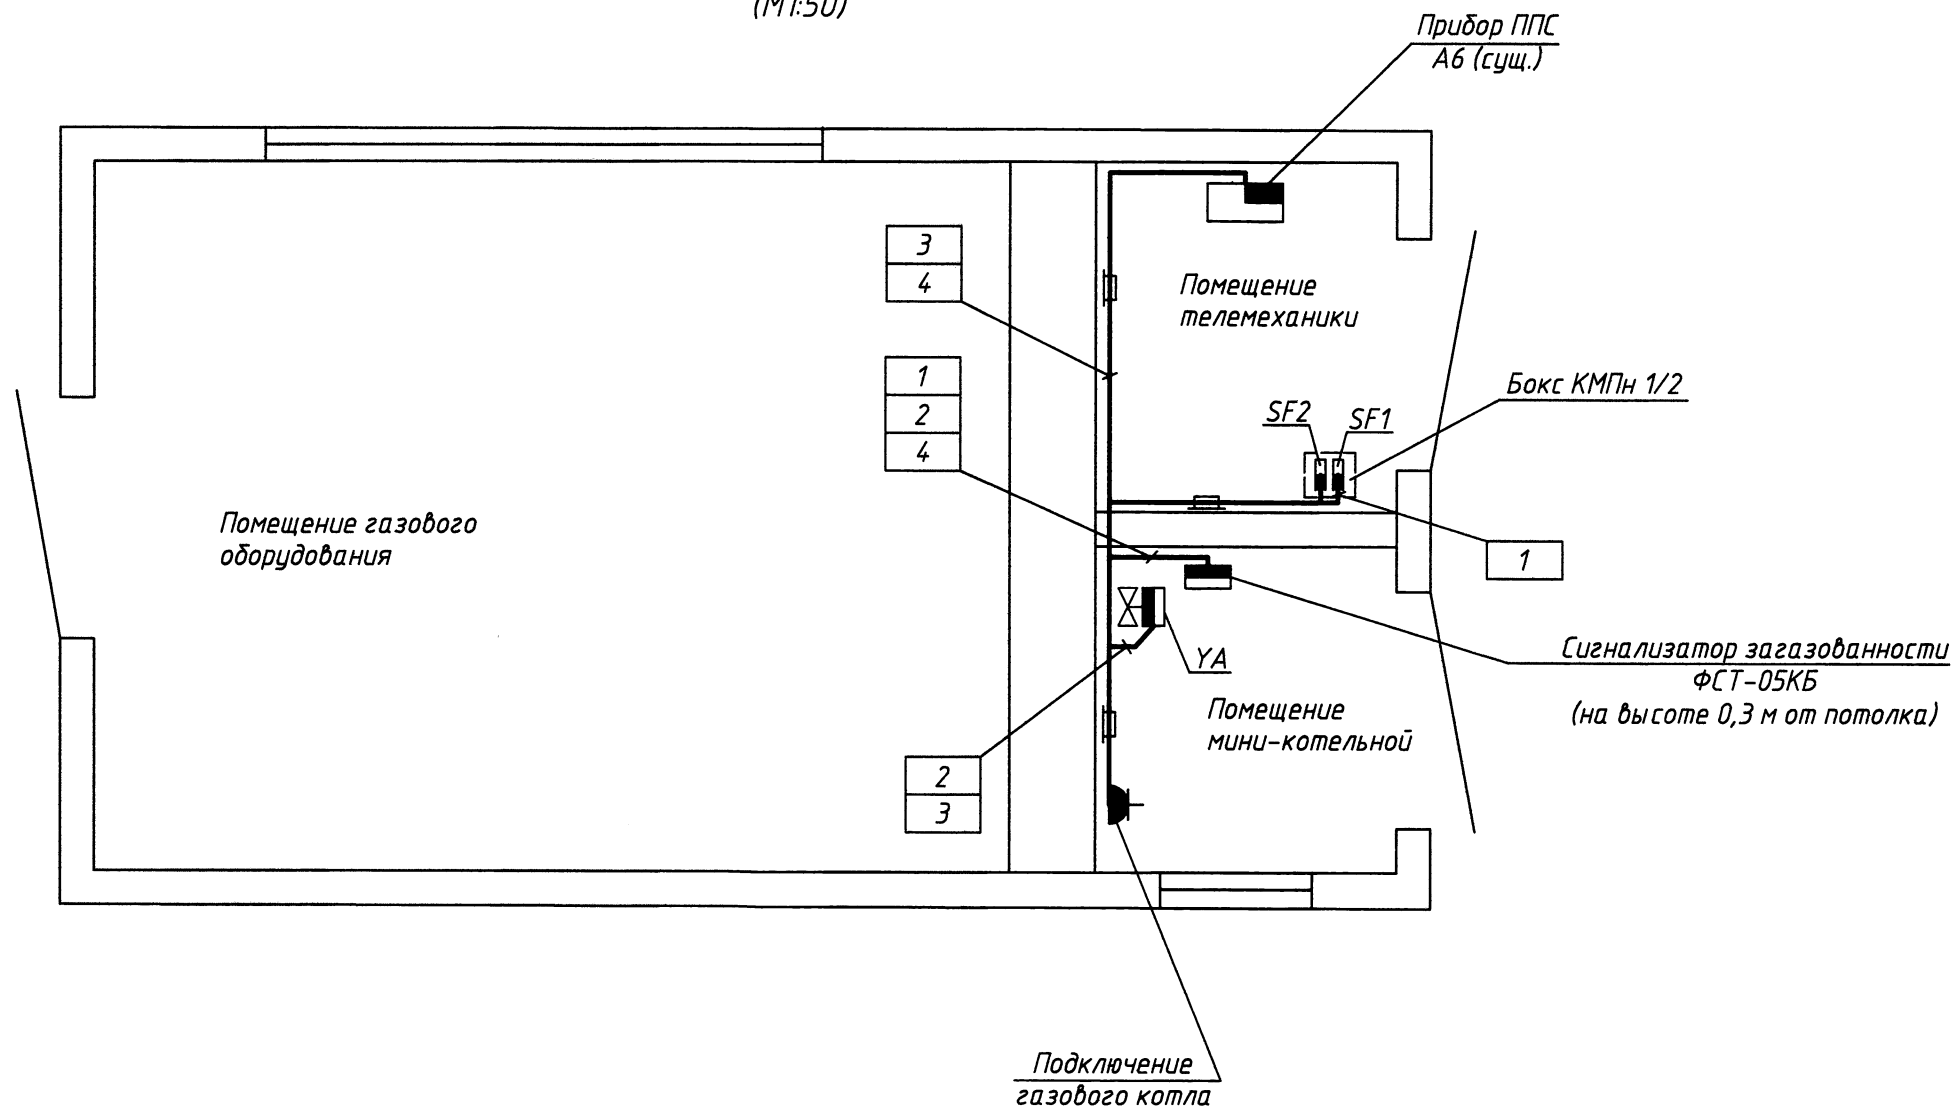 (М1:50)
Прибор ППС
А6 (сущ.)
3
4
Помещение
телемеханики
1
2
4
Бокс КМПн 1/2
SF2
SF1
Помещение газового
оборудования
1
YA
Сигнализатор загазованности
ФСТ-05КБ
(на высоте 0,3 м от потолка)
Помещение
мини-котельной
2
3
Подключение
газового котла